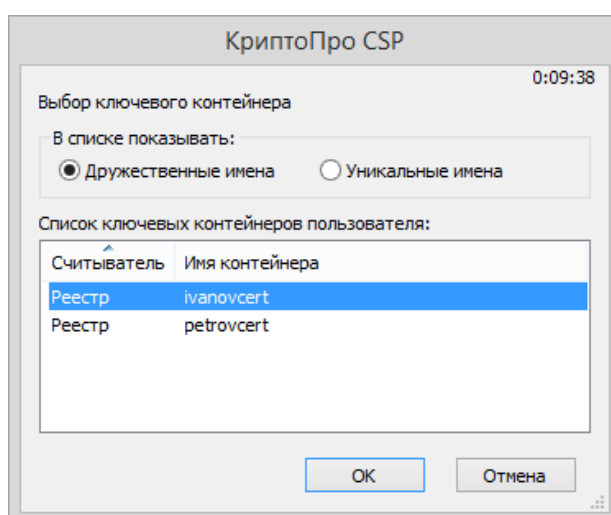 КриптоПро CSP
0:09:38
Выбор ключевого контейнера
В списке показывать:
Дружественные имена Уникальные имена
Список ключевых контейнеров пользователя:
Считыватель Имя контейнера
Реестр ivanovcert
Реестр petrovcert
ОК Отмена